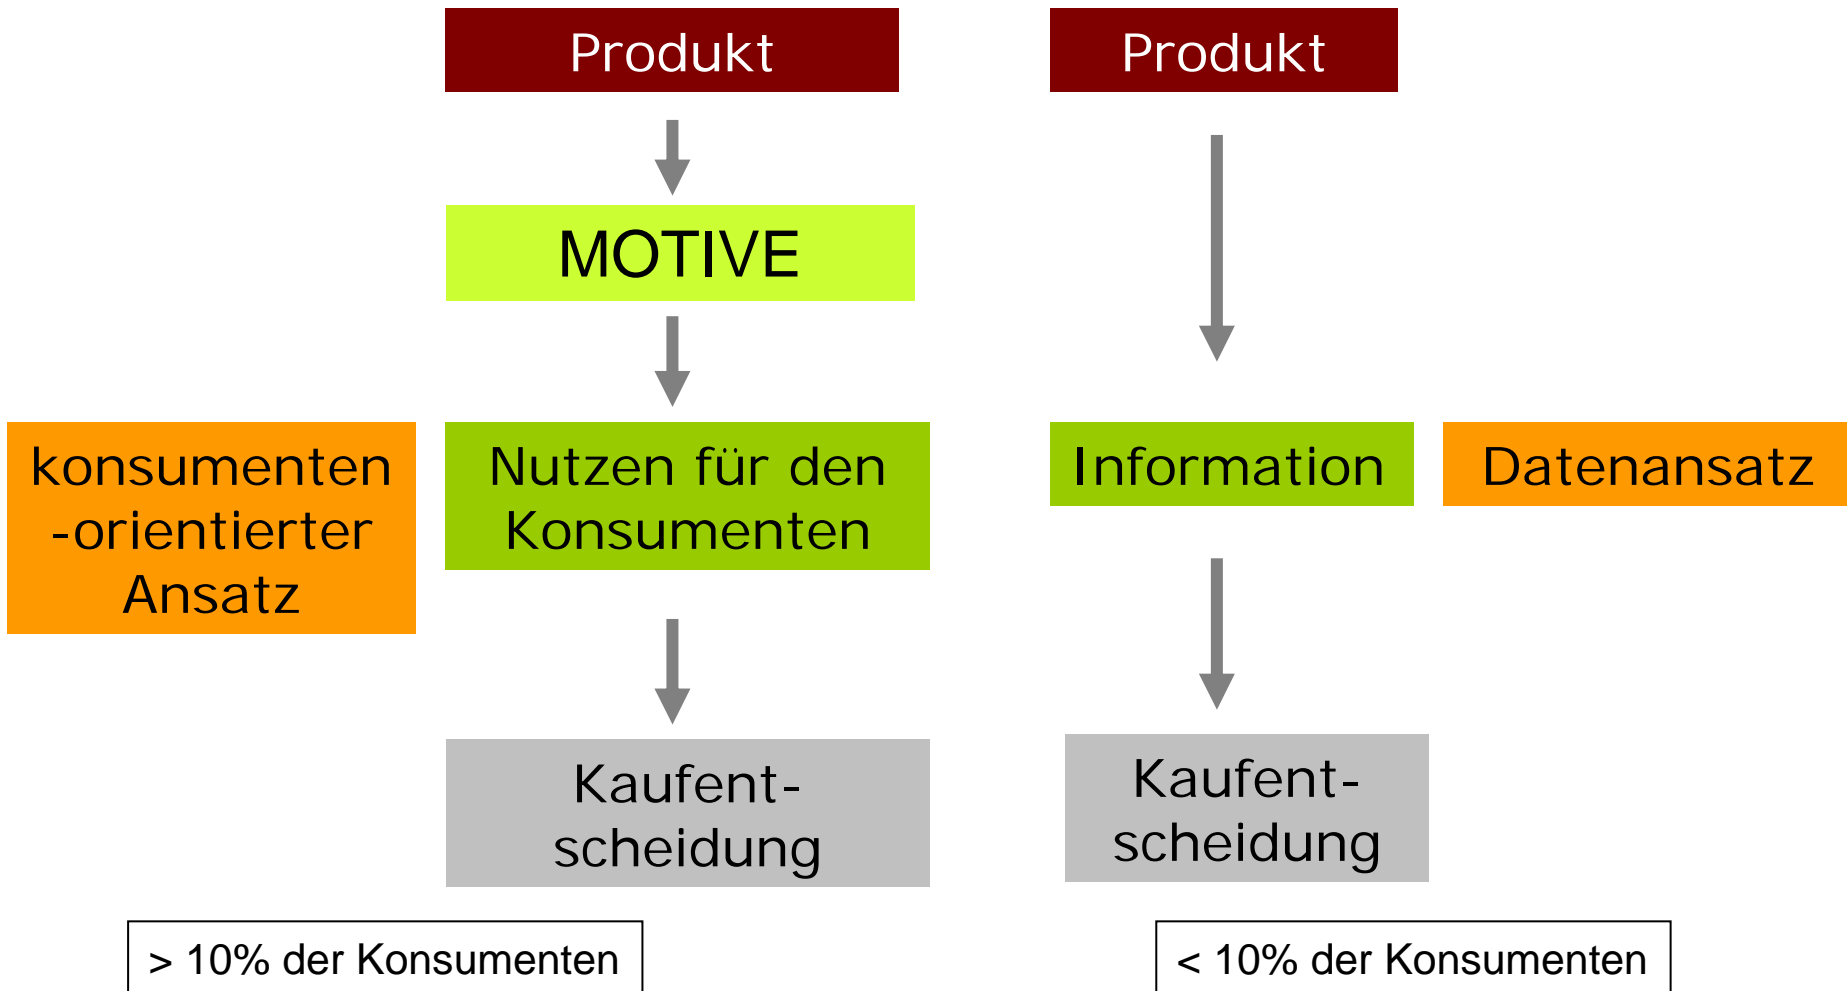 Produkt
Produkt
MOTIVE
konsumenten
-orientierter
Ansatz
Nutzen für den
Konsumenten
Information
Datenansatz
Kaufent-
scheidung
Kaufent-
scheidung
> 10% der Konsumenten
< 10% der Konsumenten